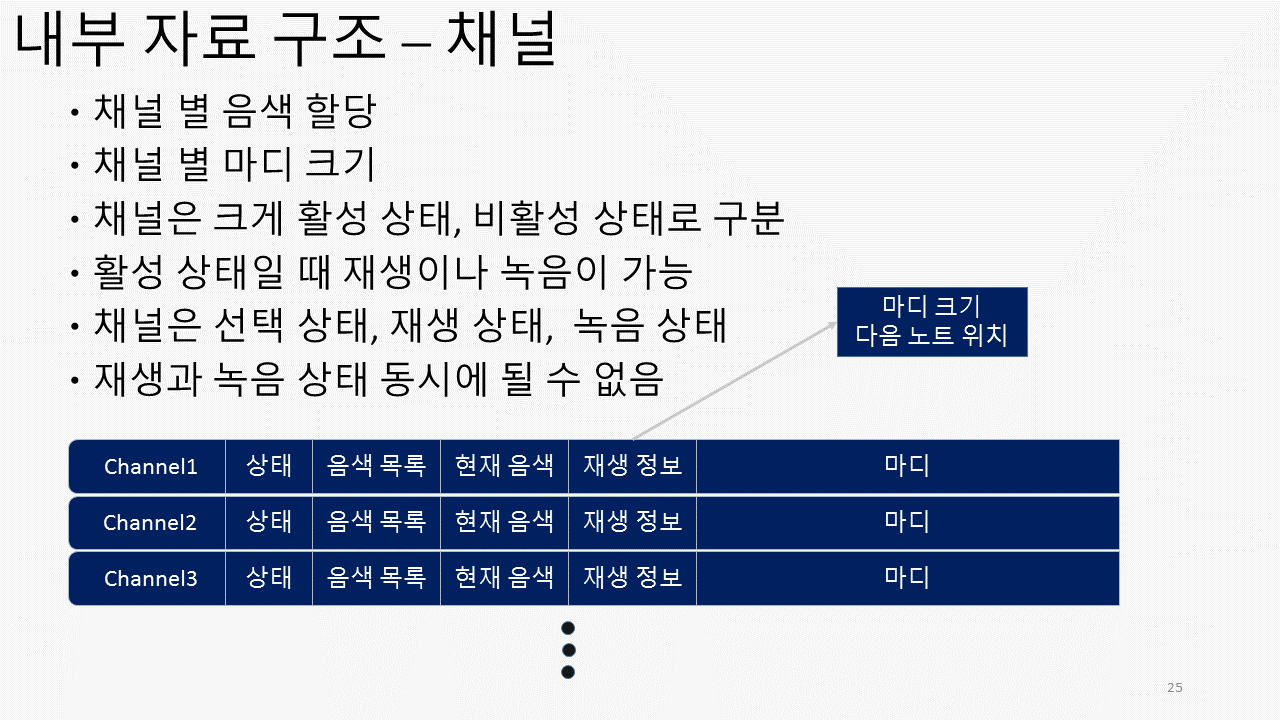 내부 자료 구조 – 채널
• 채널 별 음색 할당
• 채널 별 마디 크기
• 채널은 크게 활성 상태, 비활성 상태로 구분
• 활성 상태일 때 재생이나 녹음이 가능
• 채널은 선택 상태, 재생 상태, 녹음 상태
• 재생과 녹음 상태 동시에 될 수 없음
마디 크기
다음 노트 위치
Channel1 상태 음색 목록 현재 음색 재생 정보 마디
Channel2 상태 음색 목록 현재 음색 재생 정보 마디
Channel3 상태 음색 목록 현재 음색 재생 정보 마디
25